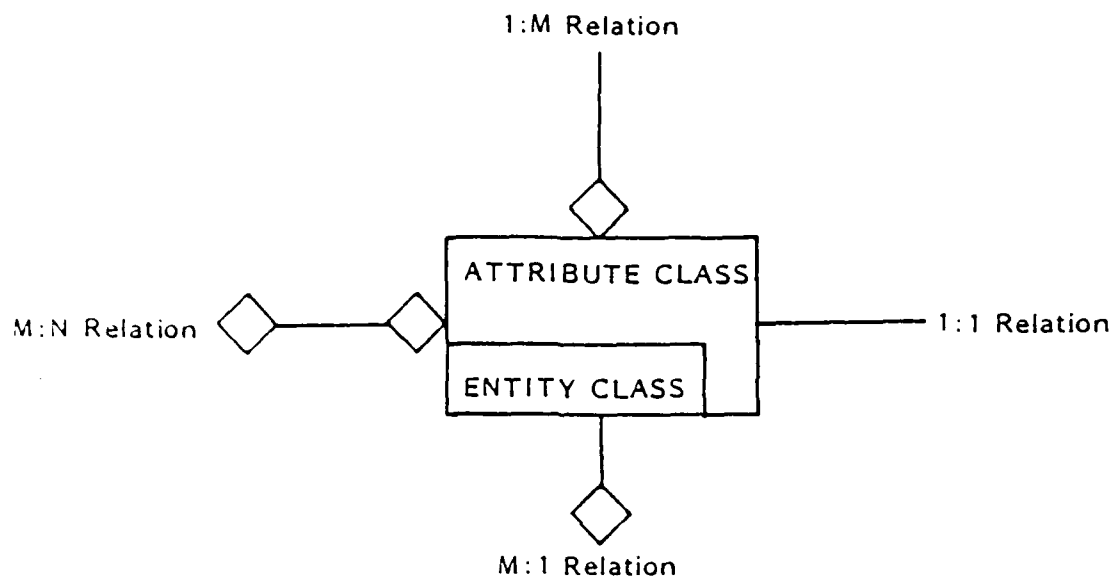 1:M Relation
ATTRIBUTE CLASS
M:N Relation
1:1 Relation
ENTITY CLASS
M:1 Relation